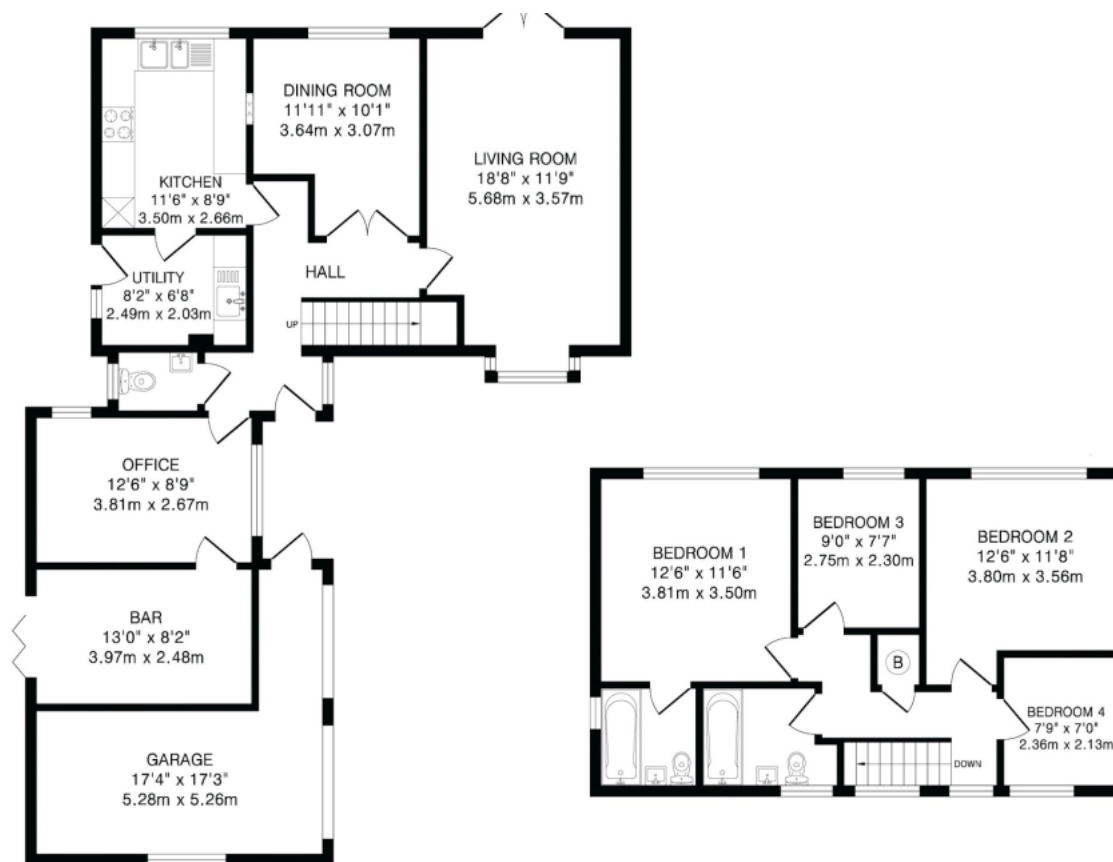 DINING ROOM
11'11" x 10'1"
3.64m x 3.07m
LIVING ROOM
18'8" x 11'9"
5.68m x 3.57m
KITCHEN
11'6" x 8'9"
3.50m x 2.66m
HALL
UTILITY
8'2" x 6'8"
2.49m x 2.03m
UP
OFFICE
12'6" x 8'9"
3.81m x 2.67m
BAR
13'0" x 8'2"
3.97m x 2.48m
GARAGE
17'4" x 17'3"
5.28m x 5.26m
BEDROOM 1
12'6" x 11'6"
3.81m x 3.50m
BEDROOM 3
9'0" x 7'7"
2.75m x 2.30m
BEDROOM 2
12'6" x 11'8"
3.80m x 3.56m
B
BEDROOM 4
7'9" x 7'0"
2.36m x 2.13m
DOWN